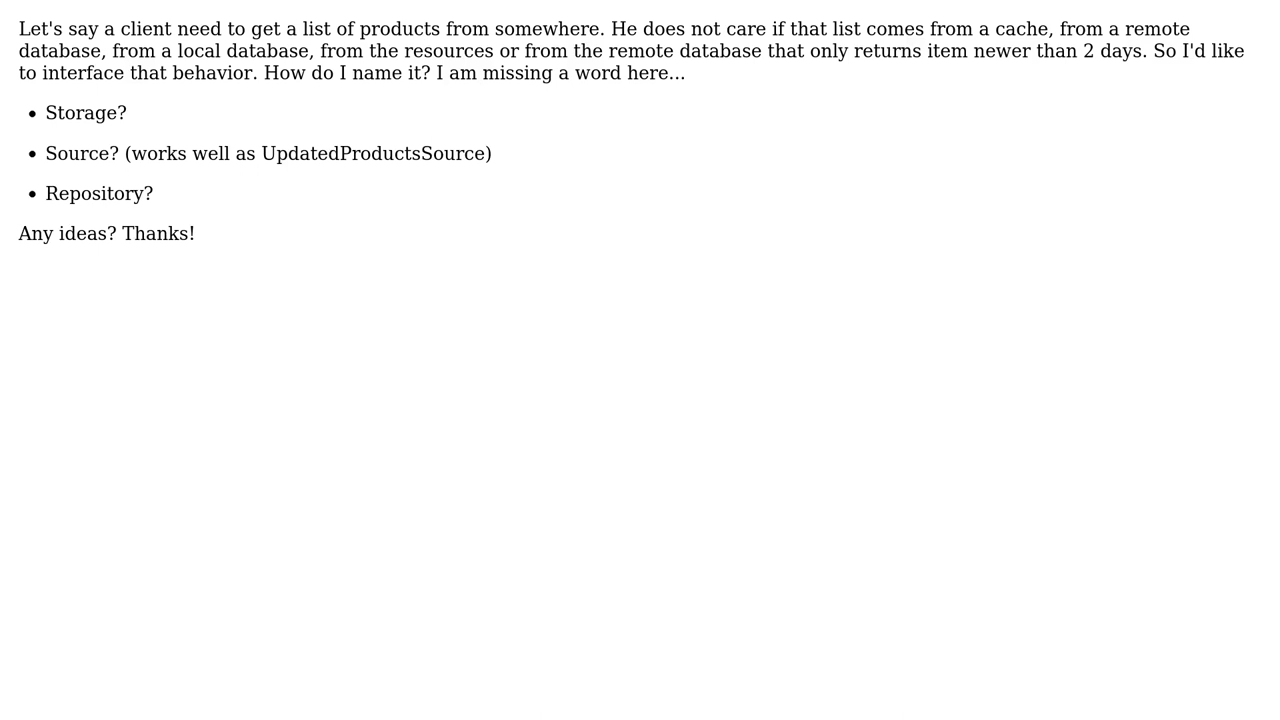 Let's say a client need to get a list of products from somewhere. He does not care if that list comes from a cache, from a remote
database, from a local database, from the resources or from the remote database that only returns item newer than 2 days. So I'd like
to interface that behavior. How do I name it? I am missing a word here...
• Storage?
• Source? (works well as UpdatedProductsSource)
• Repository?
Any ideas? Thanks!